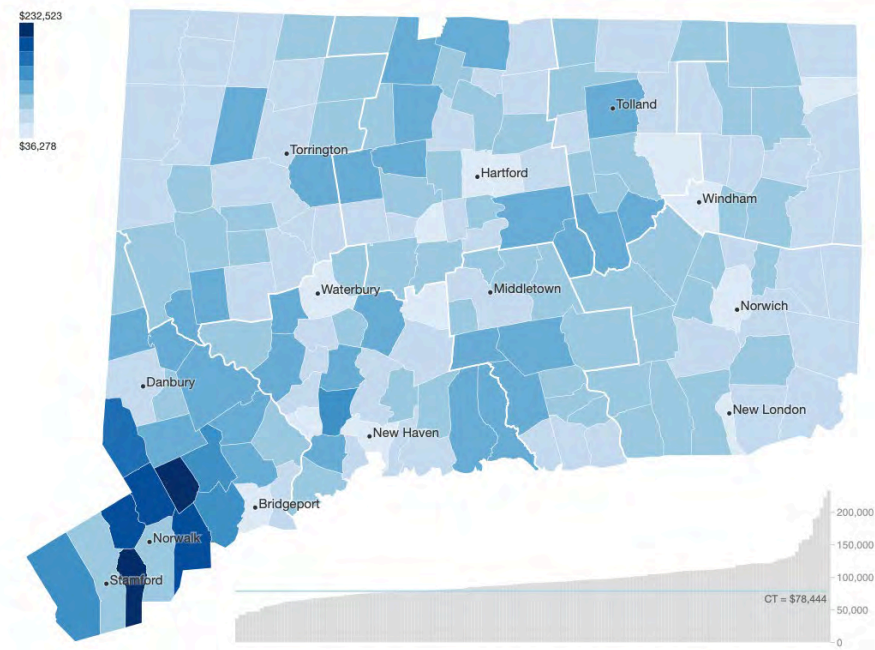 $232,523
$36,278
Tolland
Torrington
Hartford
Windham
Waterbury
Middletown
Norwich
Danbury
New London
New Haven
Bridgeport
Norwalk
Stamford
200,000
150,000
100,000
CT = $78,444
50,000
0